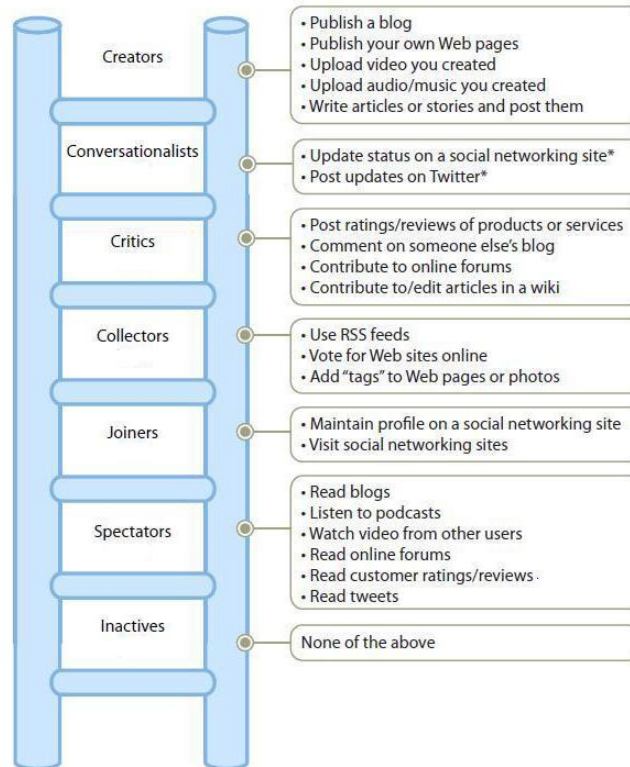 Creators
• Publish a blog
• Publish your own Web pages
• Upload video you created
• Upload audio/music you created
• Write articles or stories and post them
Conversationalists
• Update status on a social networking site*
• Post updates on Twitter*
Critics
• Post ratings/reviews of products or services
• Comment on someone else’s blog
• Contribute to online forums
• Contribute to/edit articles in a wiki
Collectors
• Use RSS feeds
• Vote for Web sites online
• Add “tags” to Web pages or photos
Joiners
• Maintain profile on a social networking site
• Visit social networking sites
Spectators
• Read blogs
• Listen to podcasts
• Watch video from other users
• Read online forums
• Read customer ratings/reviews
• Read tweets
Inactives
None of the above